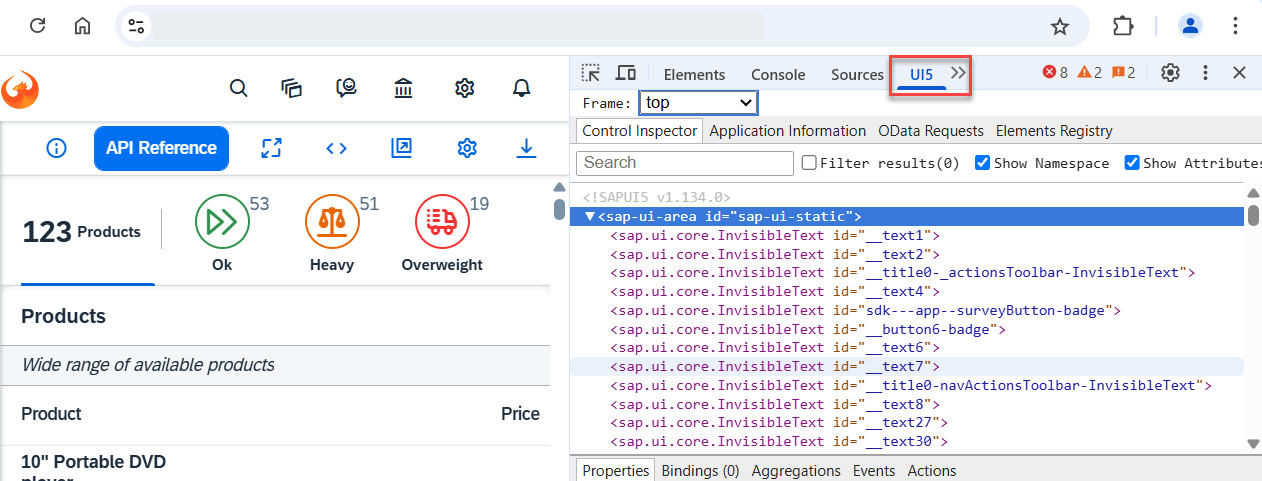 Elements Console Sources UI5 8 2 2
Frame: top
Control Inspector Application Information OData Requests Elements Registry
Search Filter results(0) Show Namespace Show Attributes
<!SAPUI5 v1.134.0>
▼<sap-ui-area id="sap-ui-static">
<sap.ui.core.InvisibleText id="__text1">
<sap.ui.core.InvisibleText id="__text2">
<sap.ui.core.InvisibleText id="__title0-_actionsToolbar-InvisibleText">
<sap.ui.core.InvisibleText id="__text4">
<sap.ui.core.InvisibleText id="sdk---app--surveyButton-badge">
<sap.ui.core.InvisibleText id="__button6-badge">
<sap.ui.core.InvisibleText id="__text6">
<sap.ui.core.InvisibleText id="__text7">
<sap.ui.core.InvisibleText id="__title0-navActionsToolbar-InvisibleText">
<sap.ui.core.InvisibleText id="__text8">
<sap.ui.core.InvisibleText id="__text27">
<sap.ui.core.InvisibleText id="__text30">
Properties Bindings (0) Aggregations Events Actions
API Reference
123 Products
53
Ok
51
Heavy
19
Overweight
Products
Wide range of available products
Product Price
10" Portable DVD
player